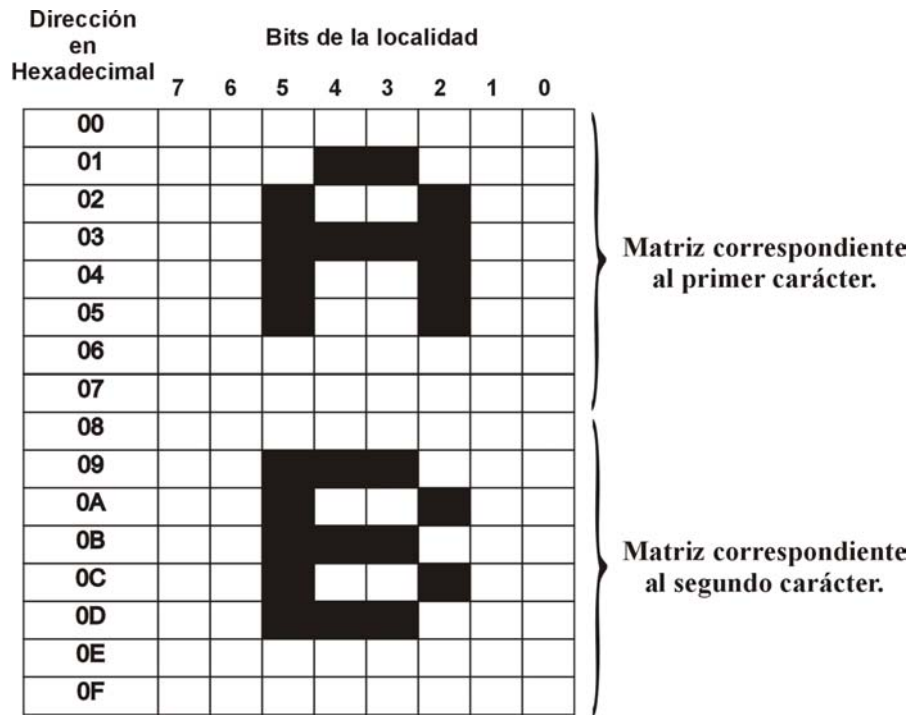 Dirección
en
Hexadecimal
Bits de la localidad
7 6 5 4 3 2 1 0
00
01
02
03
04
05
06
07
Matriz correspondiente
al primer carácter.
08
09
0A
0B
0C
0D
0E
0F
Matriz correspondiente
al segundo carácter.